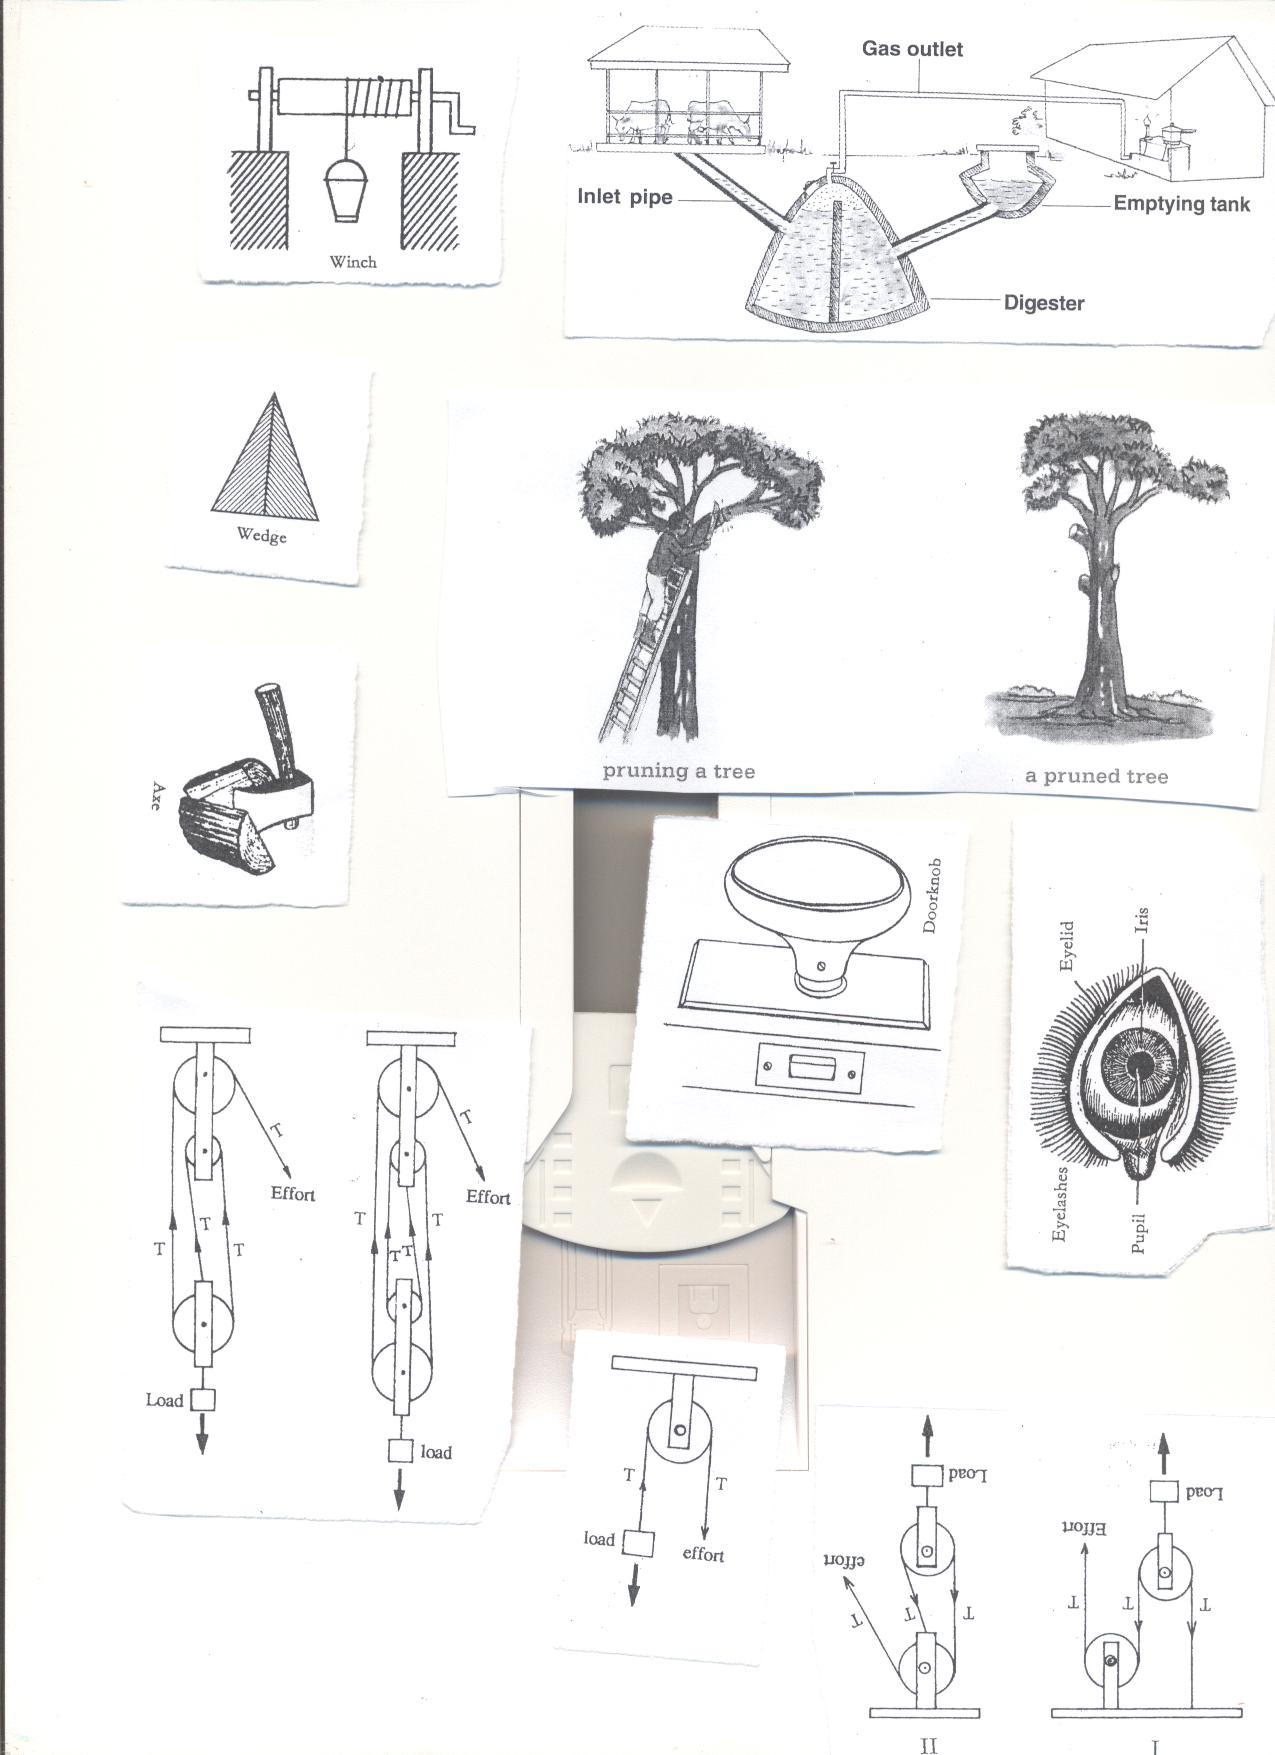 Gas outlet
Inlet pipe
Emptying tank
Digester
Winch
Wedge
pruning a tree
a pruned tree
Axe
Doorknob
Eyelid
Iris
Eyelashes
Pupil
T
Effort
T
T
T
Load
T
Effort
T
T
T
T
load
T
T
load
effort
Load
effort
T
T
T
II
Load
Effort
T
T
T
I